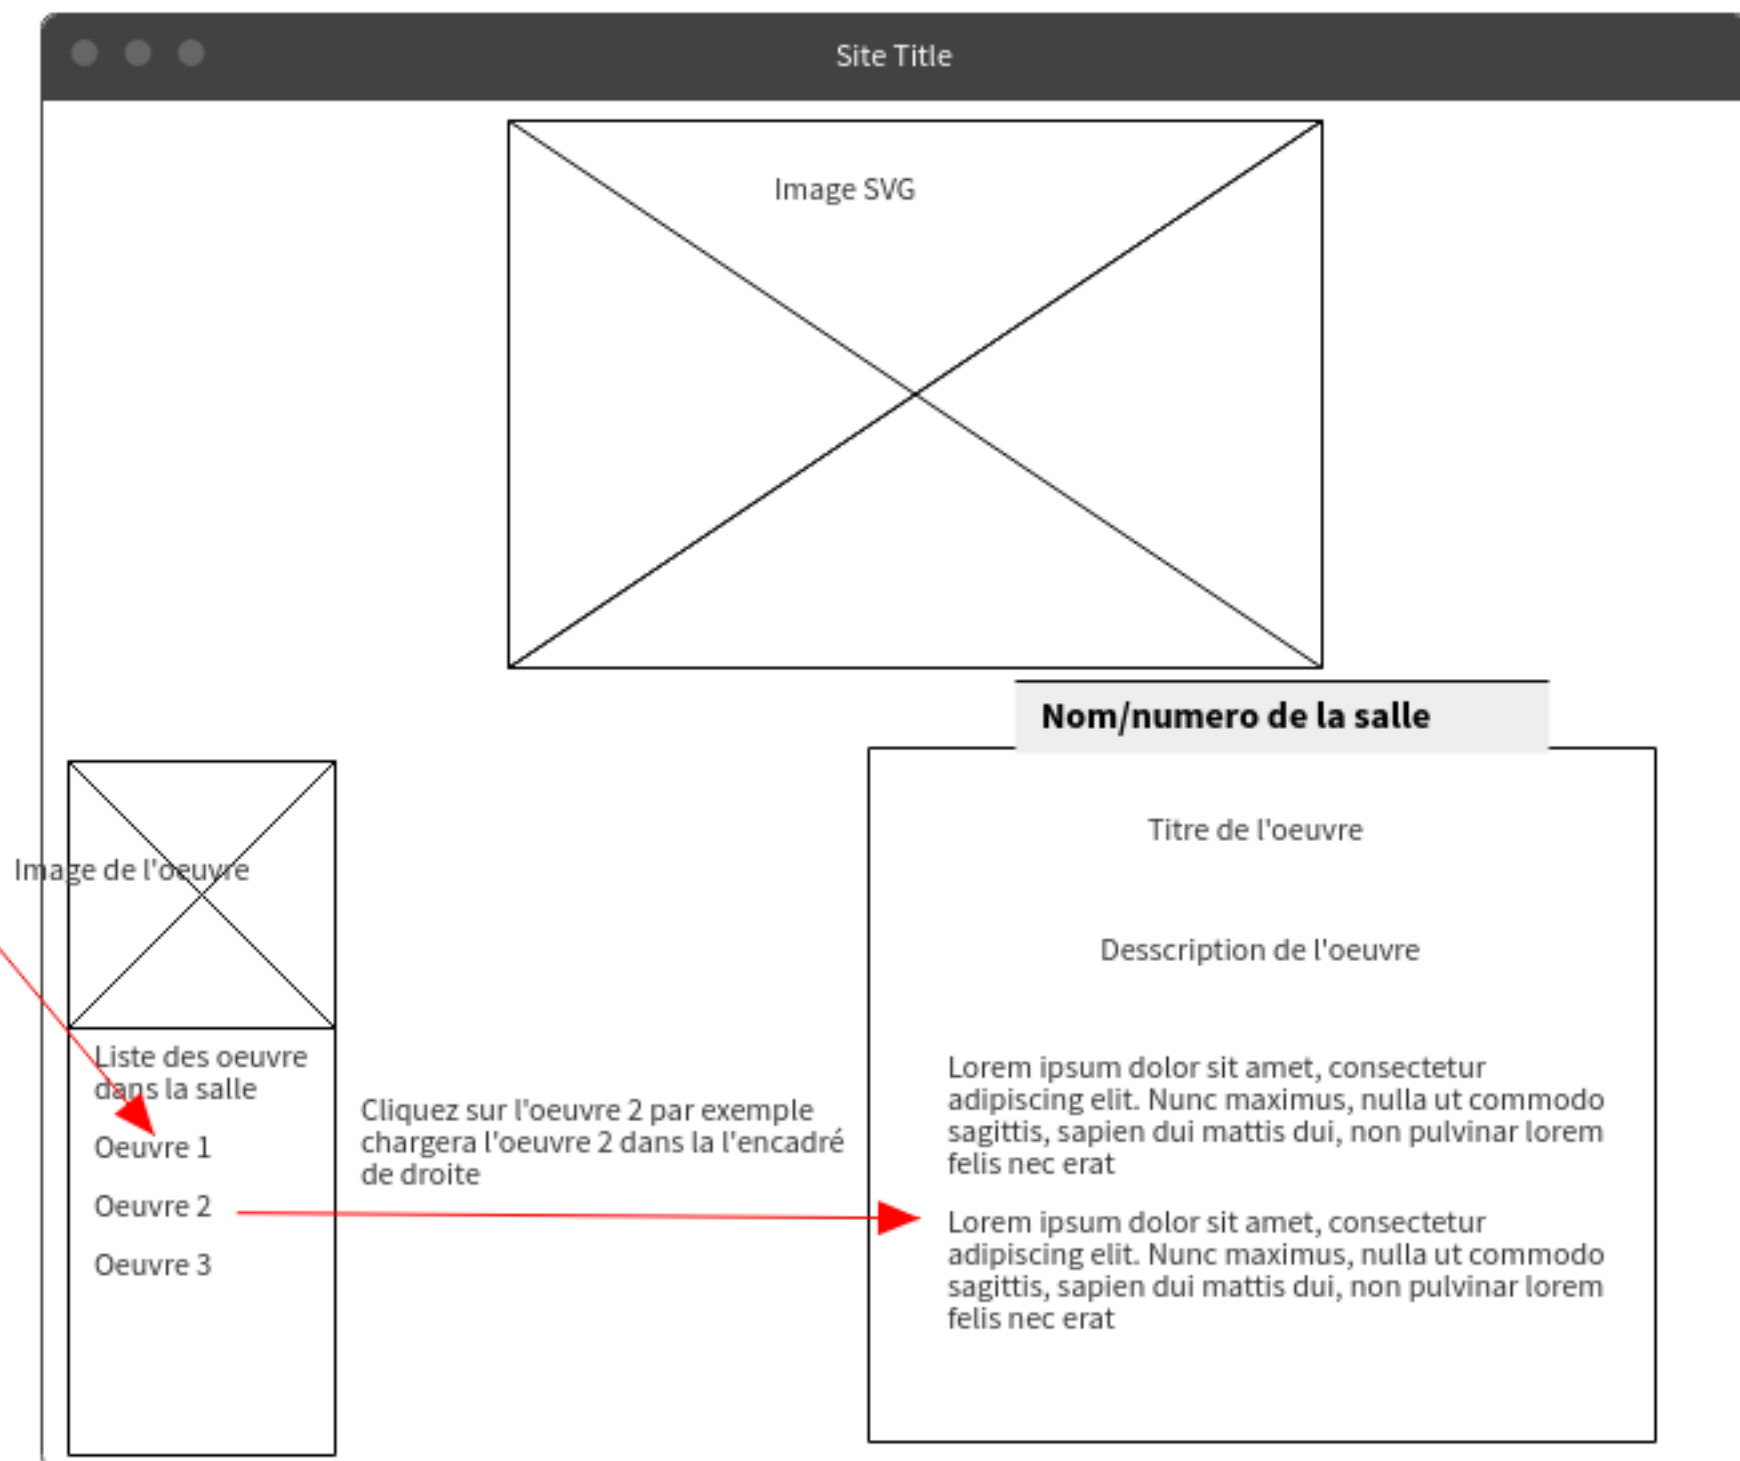 Site Title
Image SVG
Nom/numero de la salle
Titre de l'oeuvre
Image de l'oeuvre
Desscription de l'oeuvre
Liste des oeuvre
dans la salle
Oeuvre 1
Oeuvre 2
Oeuvre 3
Cliquez sur l'oeuvre 2 par exemple
chargera l'oeuvre 2 dans la l'encadré
de droite
Lorem ipsum dolor sit amet, consectetur
adipiscing elit. Nunc maximus, nulla ut commodo
sagittis, sapien dui mattis dui, non pulvinar lorem
felis nec erat
Lorem ipsum dolor sit amet, consectetur
adipiscing elit. Nunc maximus, nulla ut commodo
sagittis, sapien dui mattis dui, non pulvinar lorem
felis nec erat